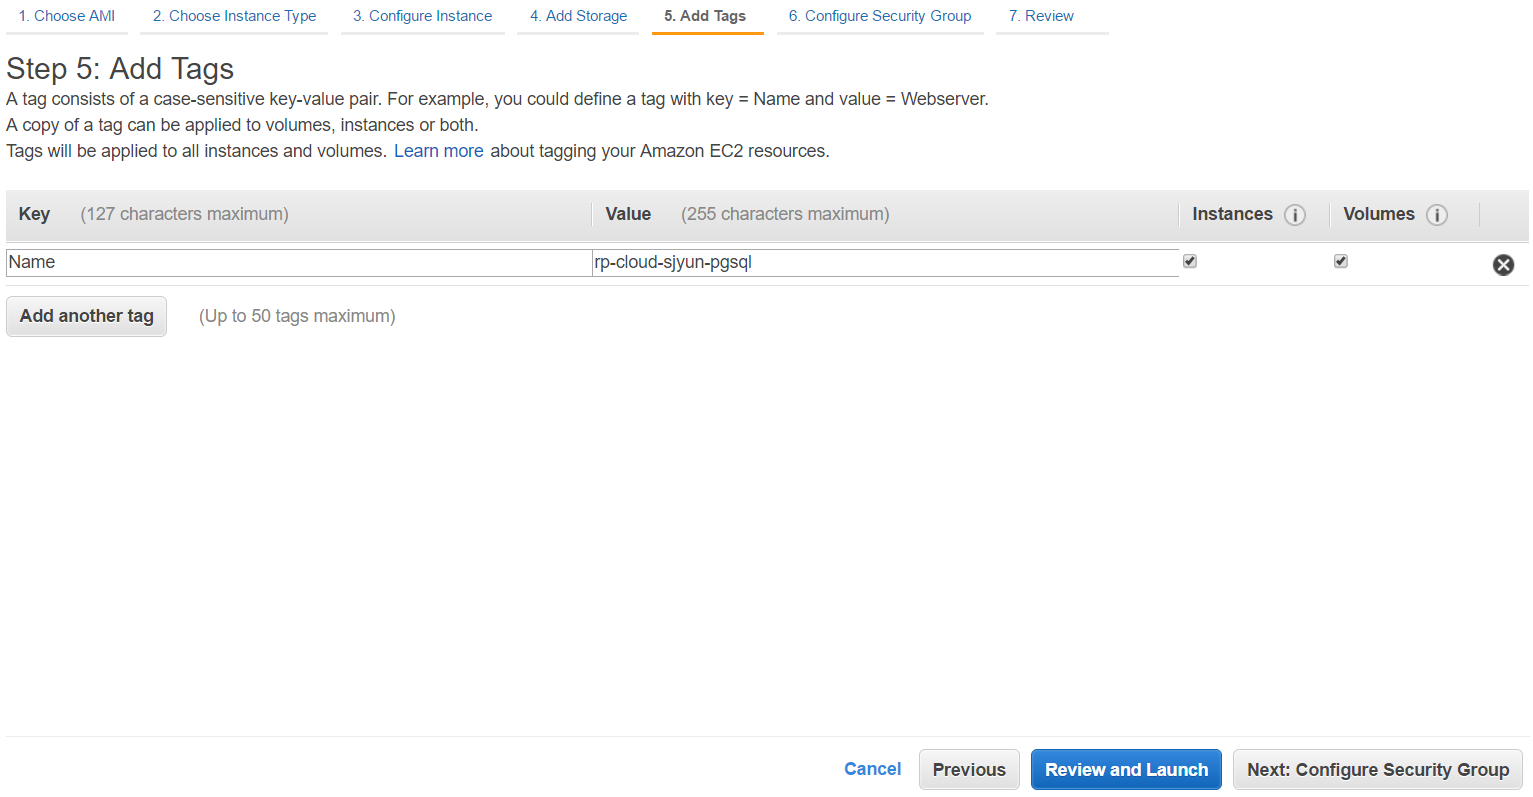 1. Choose AMI 2. Choose Instance Type 3. Configure Instance 4. Add Storage 5. Add Tags 6. Configure Security Group 7. Review
Step 5: Add Tags
A tag consists of a case-sensitive key-value pair. For example, you could define a tag with key = Name and value = Webserver.
A copy of a tag can be applied to volumes, instances or both.
Tags will be applied to all instances and volumes. Learn more about tagging your Amazon EC2 resources.
Key (127 characters maximum) Value (255 characters maximum) Instances i Volumes i
Name rp-cloud-sjyun-pgsql
Add another tag (Up to 50 tags maximum)
Cancel Previous Review and Launch Next: Configure Security Group